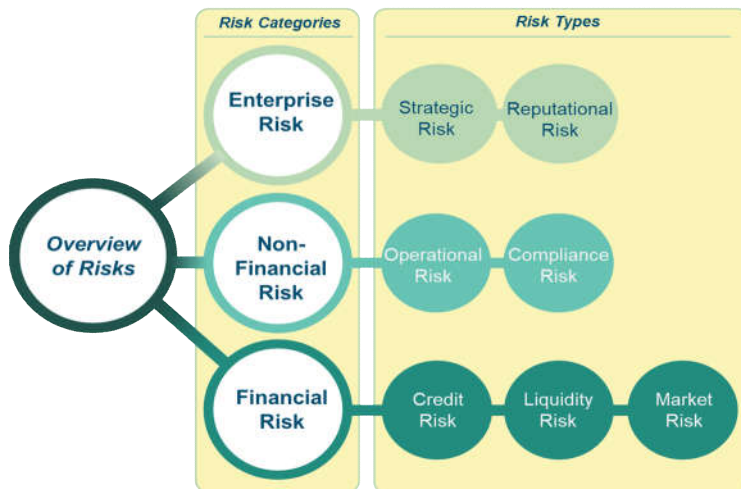 Risk Categories
Risk Types
Overview
of Risks
Enterprise
Risk
Strategic
Risk
Reputational
Risk
Non-
Financial
Risk
Operational
Risk
Compliance
Risk
Financial
Risk
Credit
Risk
Liquidity
Risk
Market
Risk